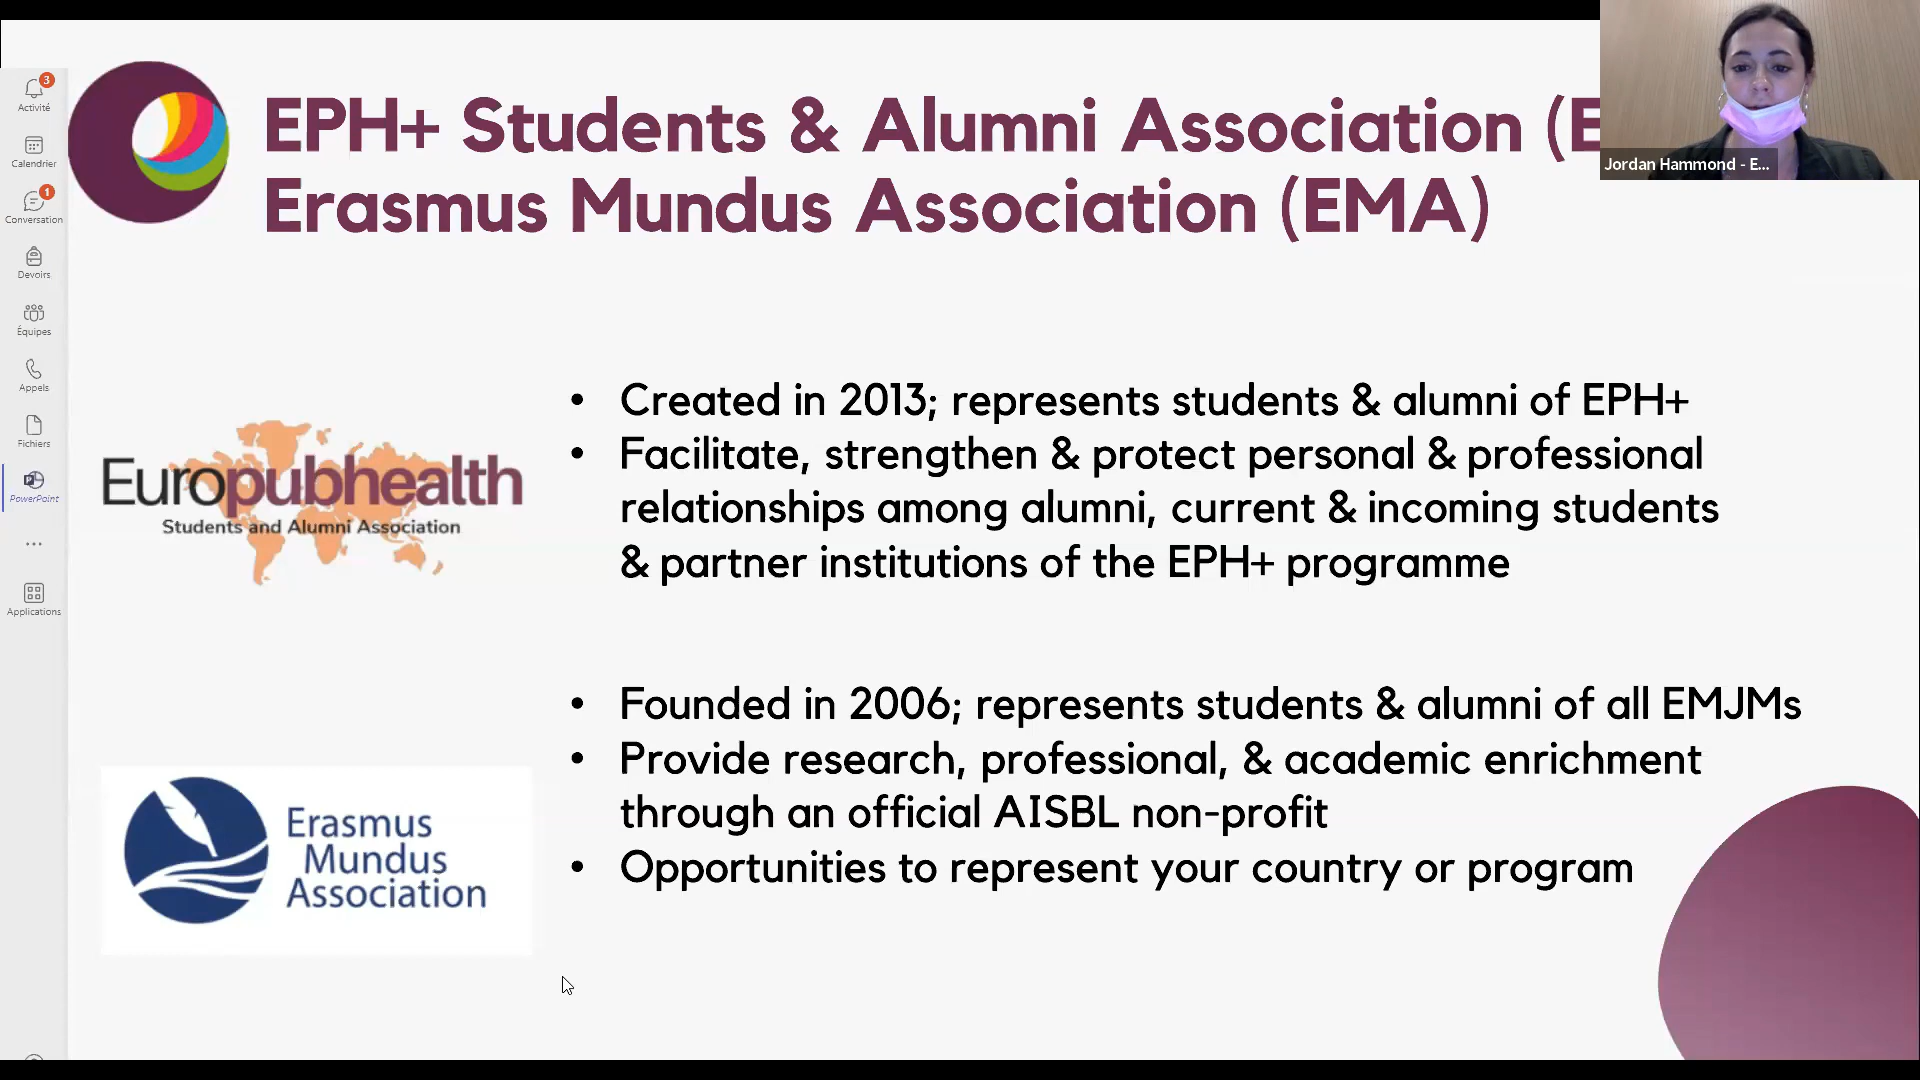 EPH+ Students & Alumni Association (E
Erasmus Mundus Association (EMA)
Jordan Hammond - E...
3
Activité
Calendrier
1
Conversation
Devoirs
Équipes
Appels
Fichiers
PowerPoint
...
Applications
Europubhealth
Students and Alumni Association
• Created in 2013; represents students & alumni of EPH+
• Facilitate, strengthen & protect personal & professional
relationships among alumni, current & incoming students
& partner institutions of the EPH+ programme
Erasmus
Mundus
Association
• Founded in 2006; represents students & alumni of all EMJMs
• Provide research, professional, & academic enrichment
through an official AISBL non-profit
• Opportunities to represent your country or program